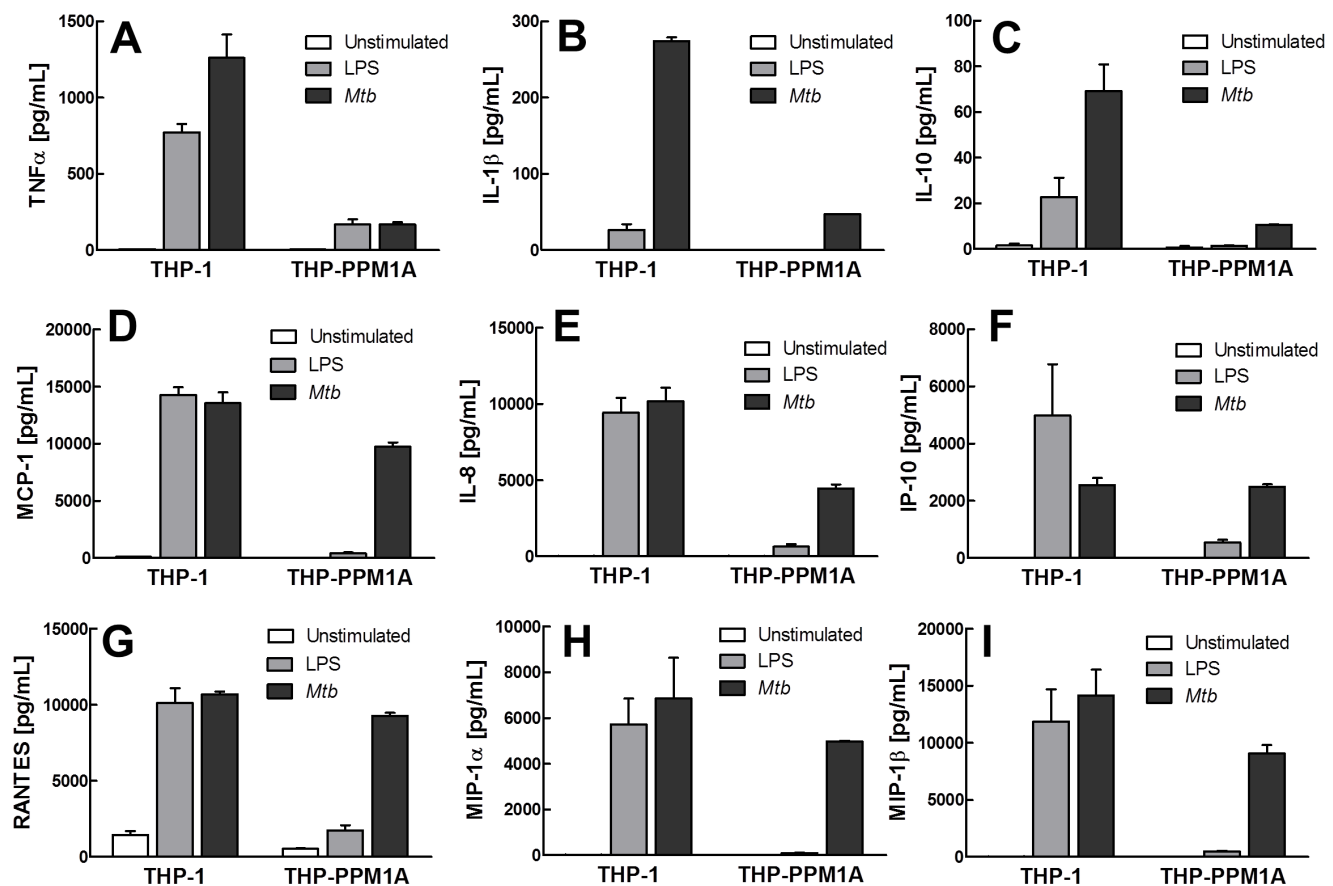 A
TNFα [pg/mL]
1500
1000
500
0
Unstimulated
LPS
Mtb
THP-1
THP-PPM1A
B
IL-1β [pg/mL]
300
200
100
0
Unstimulated
LPS
Mtb
THP-1
THP-PPM1A
C
IL-10 [pg/mL]
100
80
60
40
20
0
Unstimulated
LPS
Mtb
THP-1
THP-PPM1A
D
MCP-1 [pg/mL]
20000
15000
10000
5000
0
Unstimulated
LPS
Mtb
THP-1
THP-PPM1A
E
IL-8 [pg/mL]
15000
10000
5000
0
Unstimulated
LPS
Mtb
THP-1
THP-PPM1A
F
IP-10 [pg/mL]
8000
6000
4000
2000
0
Unstimulated
LPS
Mtb
THP-1
THP-PPM1A
G
RANTES [pg/mL]
15000
10000
5000
0
Unstimulated
LPS
Mtb
THP-1
THP-PPM1A
H
MIP-1α [pg/mL]
10000
8000
6000
4000
2000
0
Unstimulated
LPS
Mtb
THP-1
THP-PPM1A
I
MIP-1β [pg/mL]
20000
15000
10000
5000
0
Unstimulated
LPS
Mtb
THP-1
THP-PPM1A